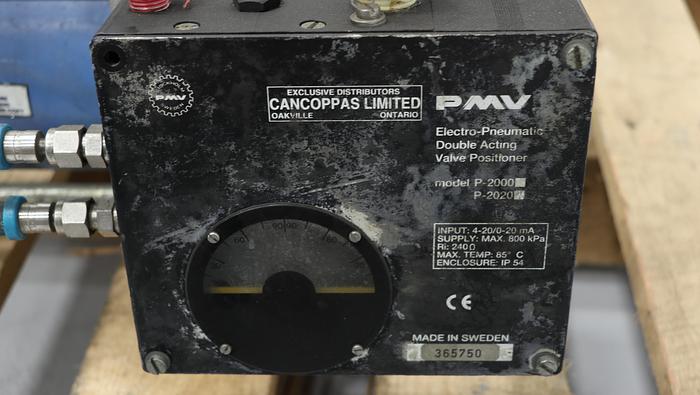 PMV
EXCLUSIVE DISTRIBUTORS
CANCOPPAS LIMITED
OAKVILLE ONTARIO
PMV
Electro-Pneumatic
Double Acting
Valve Positioner
model P-2000
P-2020
INPUT: 4-20/0-20 mA
SUPPLY: MAX. 800 kPa
Ri: 240Ω
MAX. TEMP: 85° C
ENCLOSURE: IP 54
CE
MADE IN SWEDEN
365750